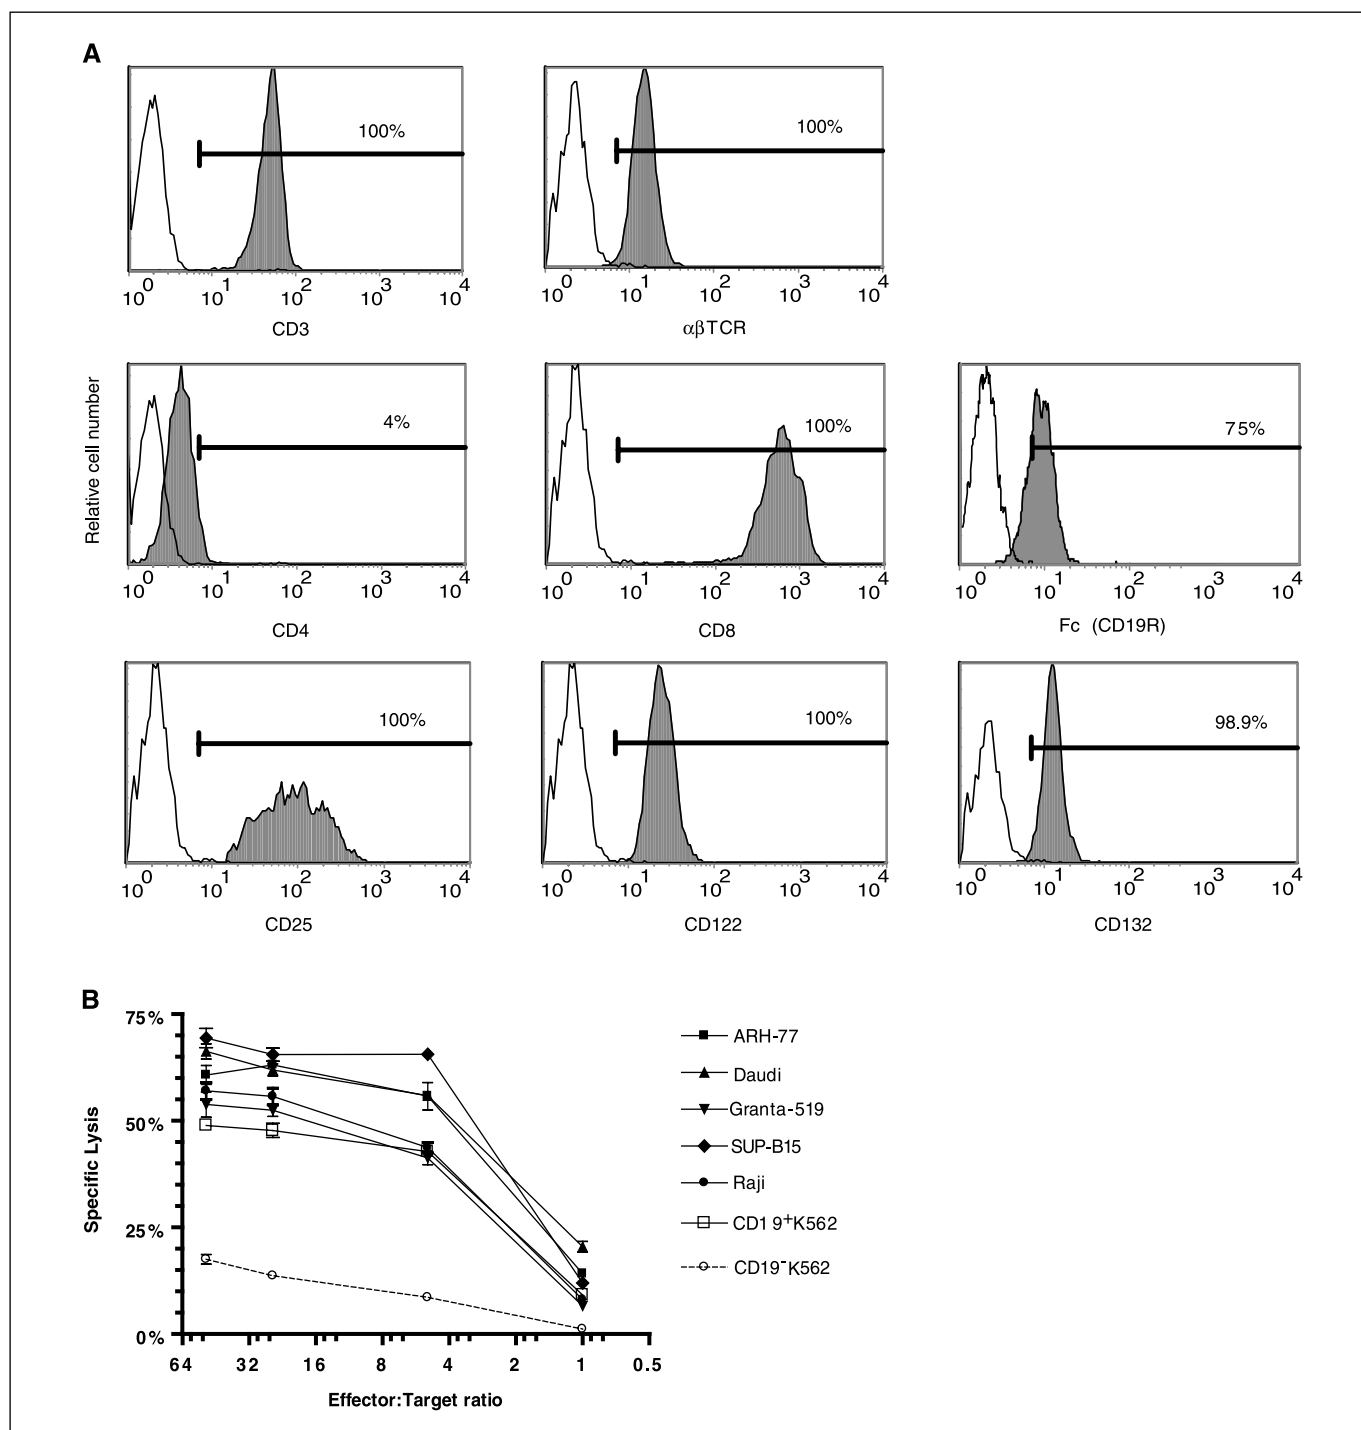 A
100%
10^0 10^1 10^2 10^3 10^4
CD3
100%
10^0 10^1 10^2 10^3 10^4
αβTCR
Relative cell number
4%
10^0 10^1 10^2 10^3 10^4
CD4
100%
10^0 10^1 10^2 10^3 10^4
CD8
75%
10^0 10^1 10^2 10^3 10^4
Fc (CD19R)
100%
10^0 10^1 10^2 10^3 10^4
CD25
100%
10^0 10^1 10^2 10^3 10^4
CD122
98.9%
10^0 10^1 10^2 10^3 10^4
CD132
B
Specific Lysis
75%
50%
25%
0%
64 32 16 8 4 2 1 0.5
Effector:Target ratio
ARH-77
Daudi
Granta-519
SUP-B15
Raji
CD19⁺K562
CD19⁻K562